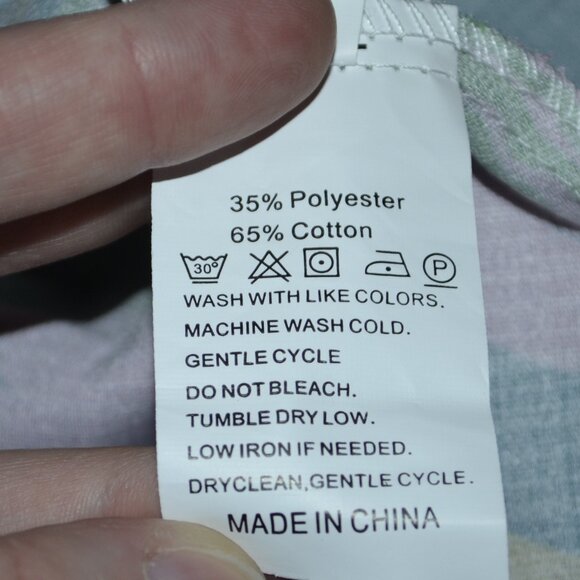 35% Polyester
65% Cotton
30° P
WASH WITH LIKE COLORS.
MACHINE WASH COLD.
GENTLE CYCLE
DO NOT BLEACH.
TUMBLE DRY LOW.
LOW IRON IF NEEDED.
DRYCLEAN,GENTLE CYCLE.
MADE IN CHINA